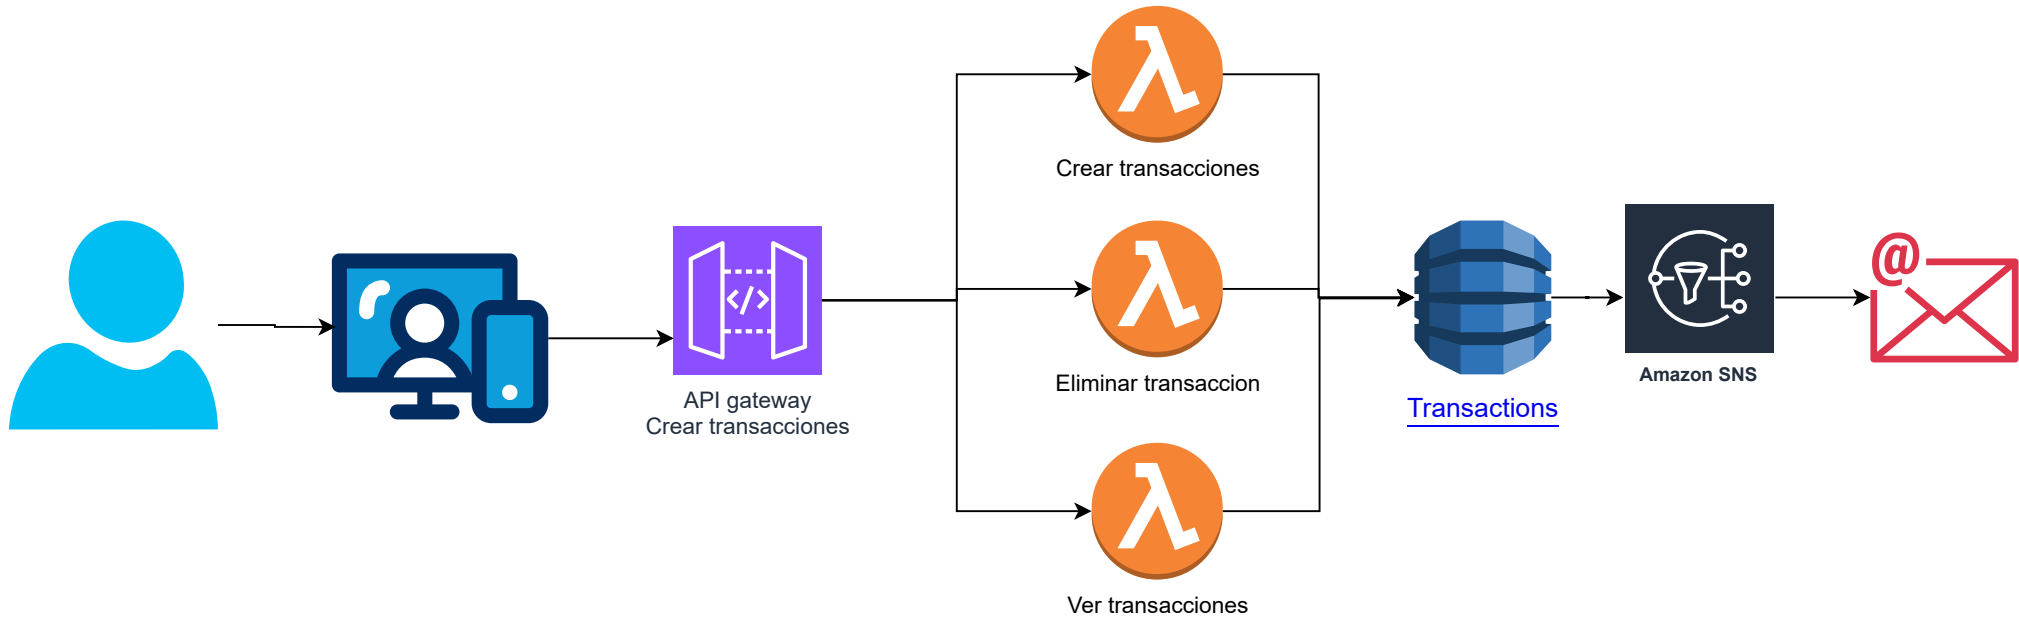 Crear transacciones
API gateway
Crear transacciones
Eliminar transaccion
Ver transacciones
Transactions
Amazon SNS
@